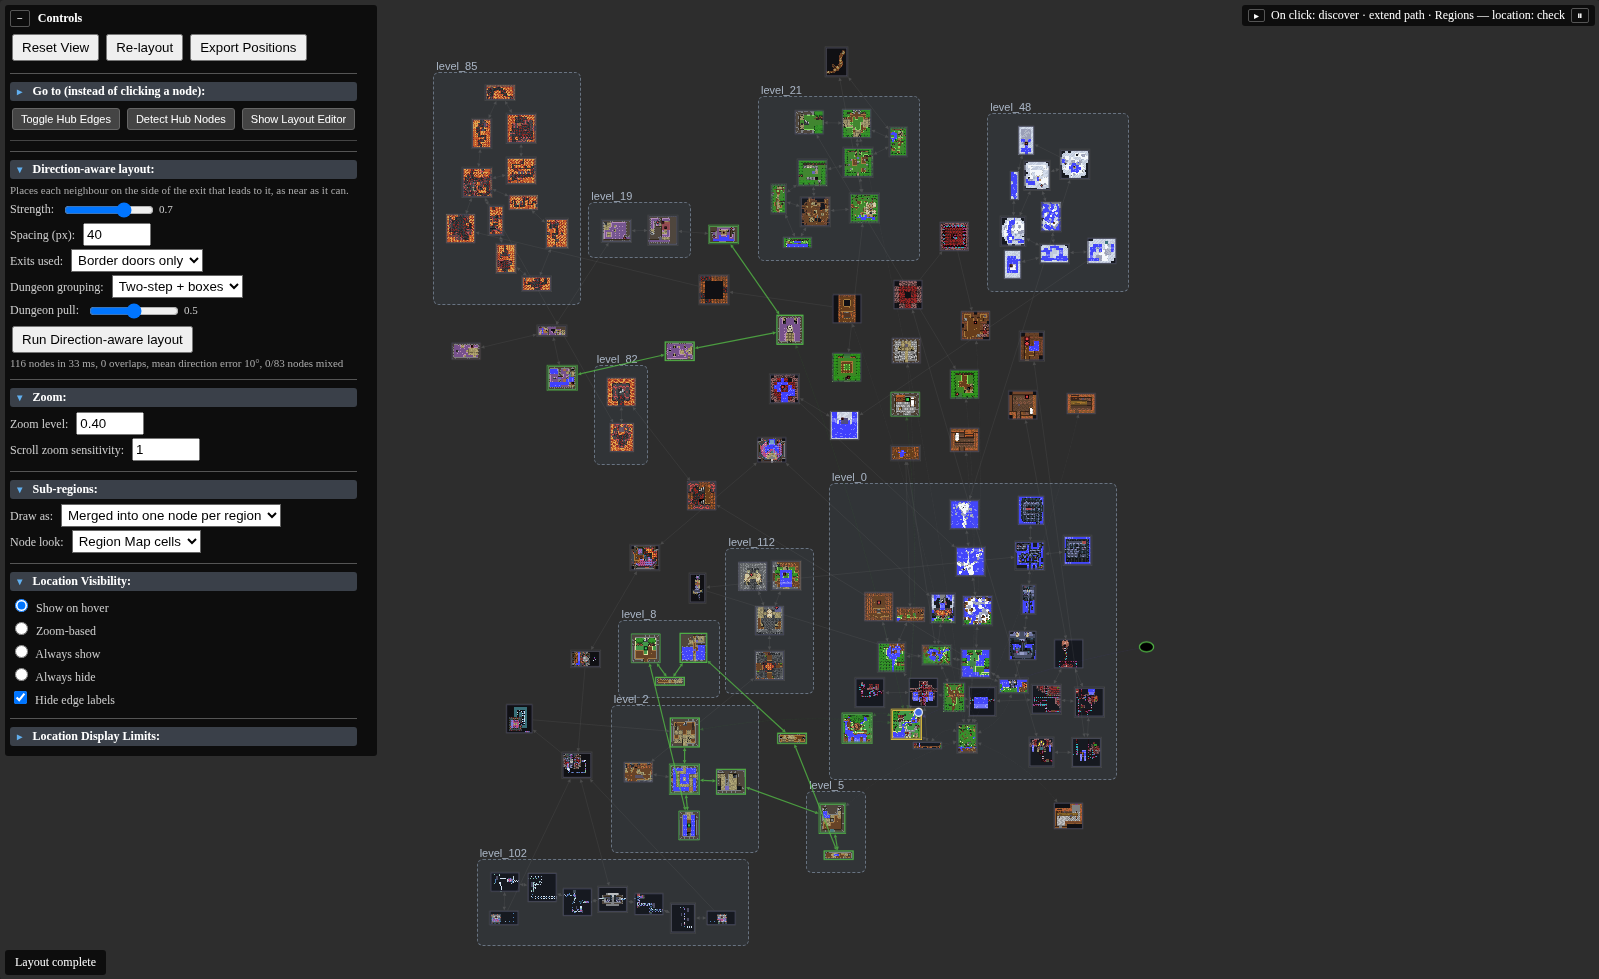 − Controls
Reset View Re-layout Export Positions
▸ Go to (instead of clicking a node):
Toggle Hub Edges Detect Hub Nodes Show Layout Editor
▾ Direction-aware layout:
Places each neighbour on the side of the exit that leads to it, as near as it can.
Strength: 0.7
Spacing (px): 40
Exits used: Border doors only
Dungeon grouping: Two-step + boxes
Dungeon pull: 0.5
Run Direction-aware layout
116 nodes in 33 ms, 0 overlaps, mean direction error 10°, 0/83 nodes mixed
▾ Zoom:
Zoom level: 0.40
Scroll zoom sensitivity: 1
▾ Sub-regions:
Draw as: Merged into one node per region
Node look: Region Map cells
▾ Location Visibility:
Show on hover
Zoom-based
Always show
Always hide
Hide edge labels
▸ Location Display Limits:
Layout complete
On click: discover · extend path · Regions — location: check
level_85
level_21
level_48
level_19
level_82
level_0
level_112
level_8
level_2
level_5
level_102